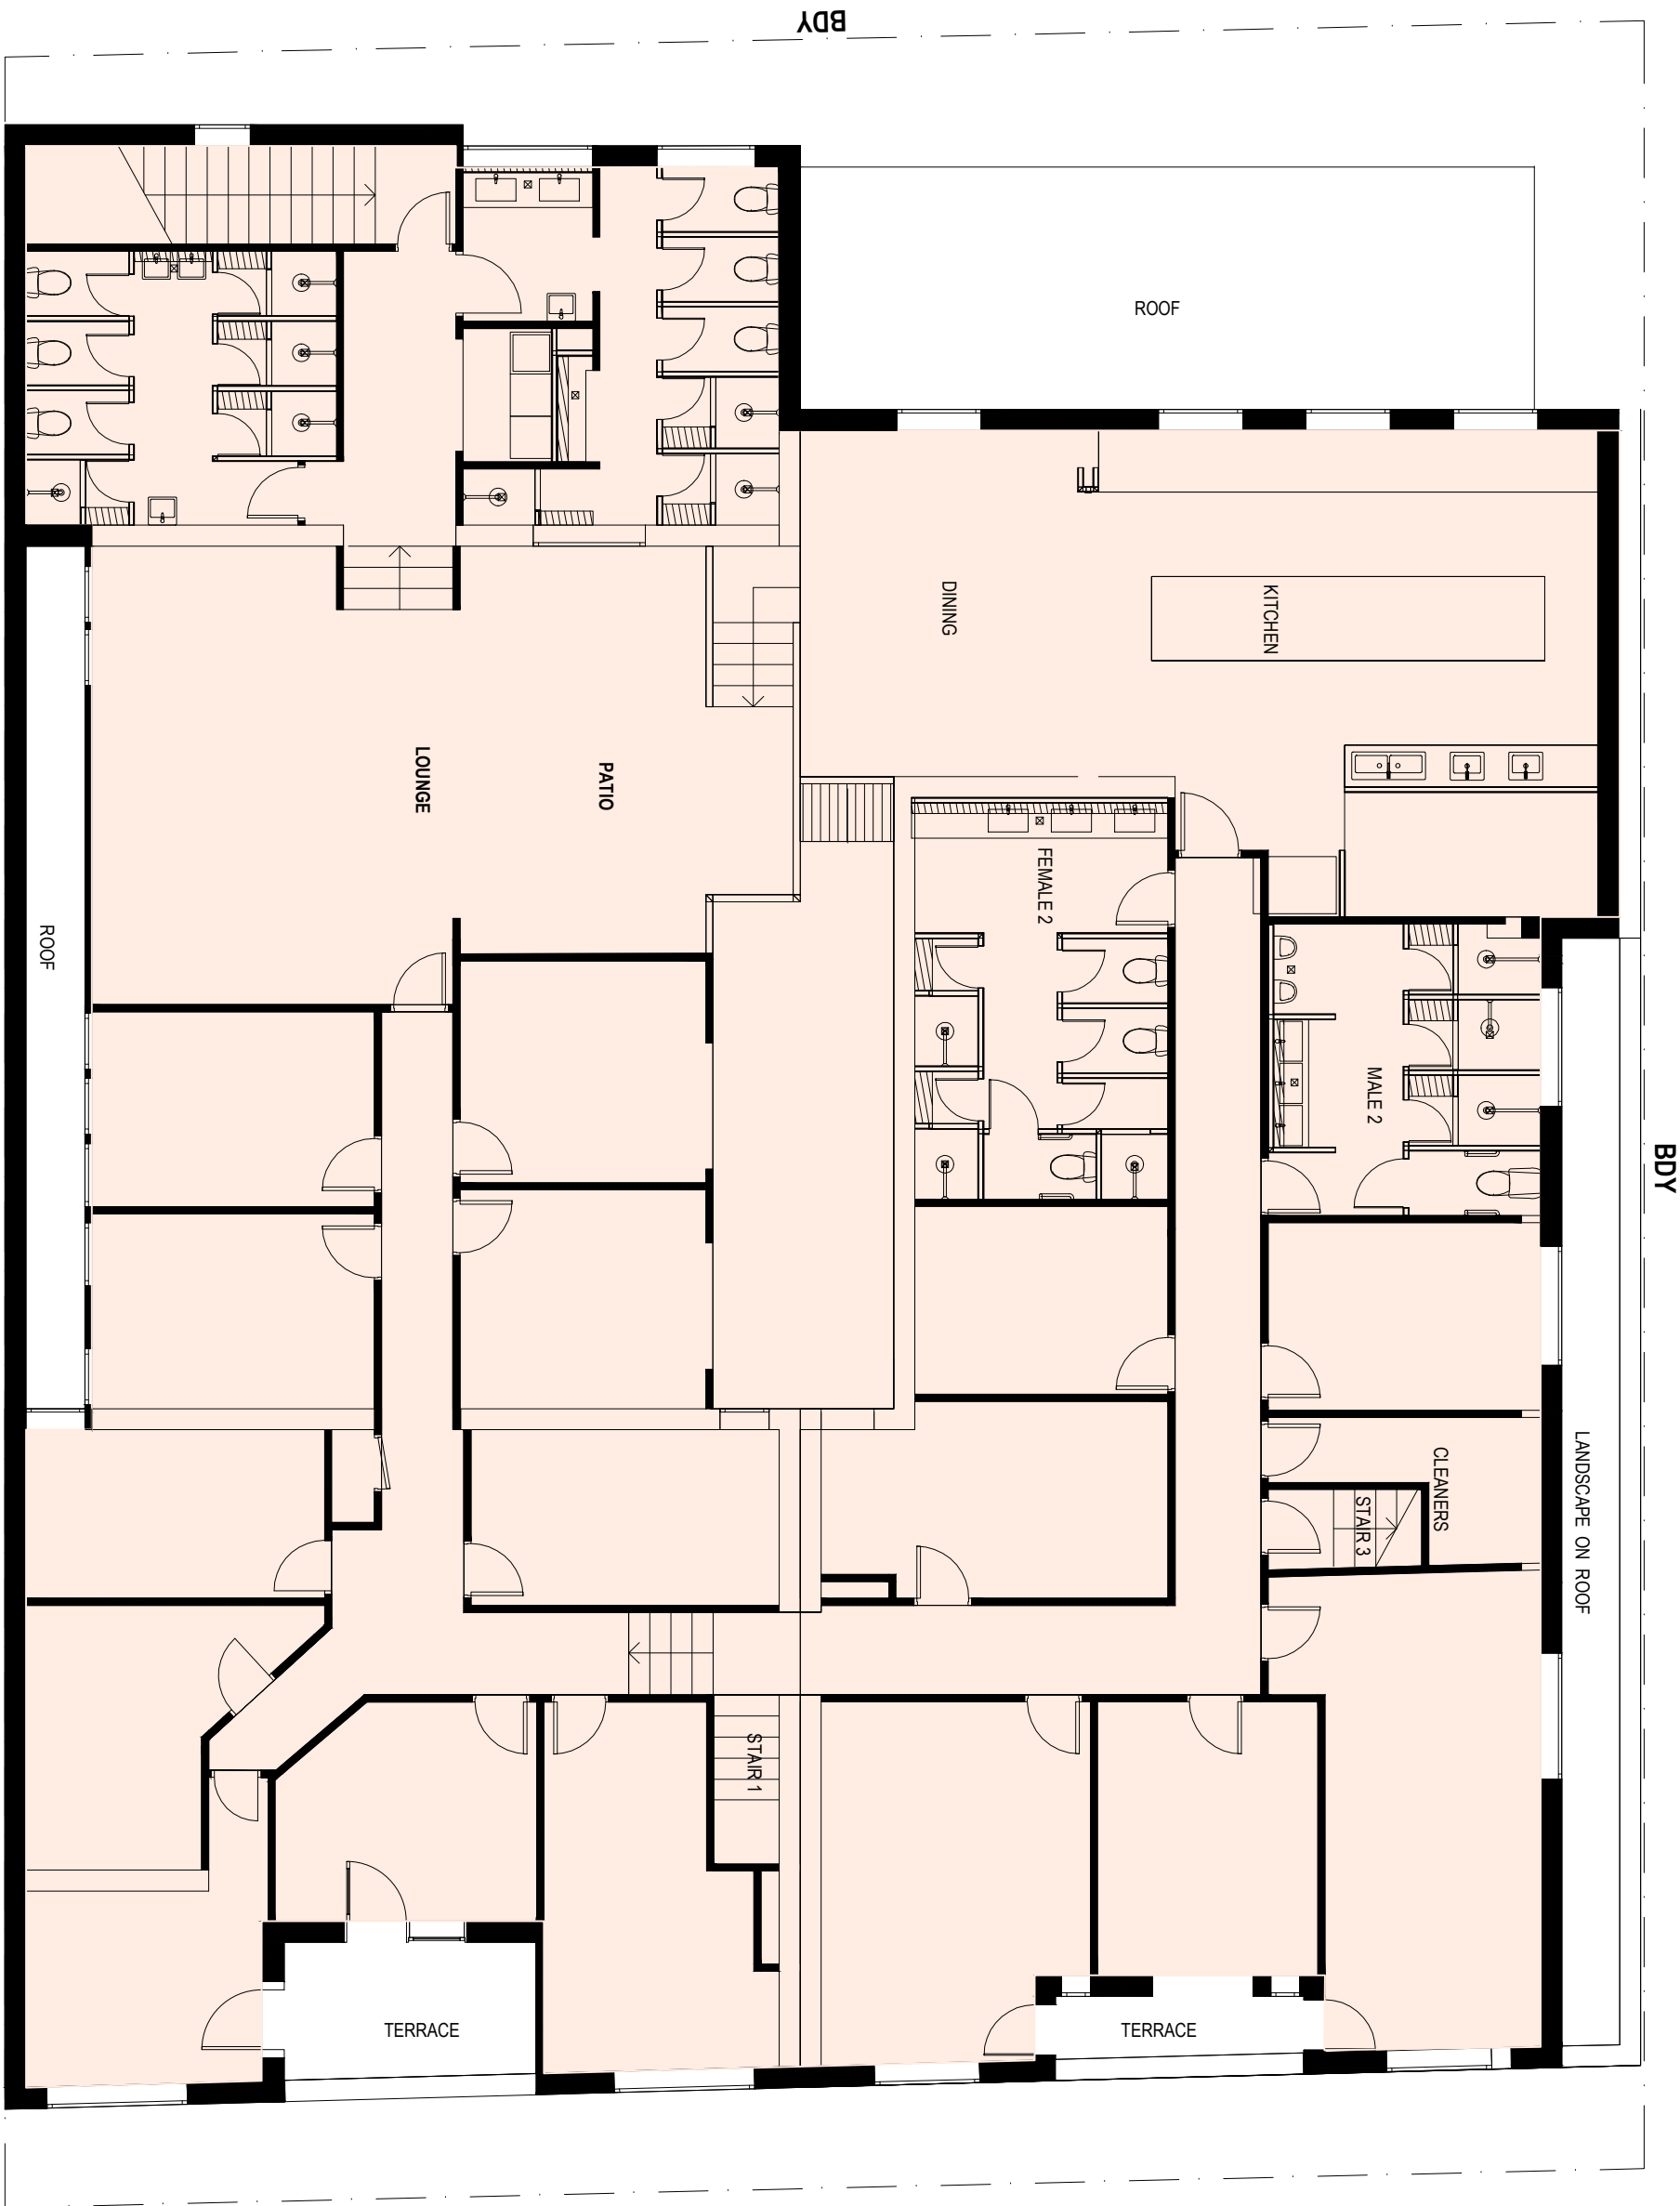 BDY
ROOF
DINING
KITCHEN
LOUNGE
PATIO
FEMALE 2
ROOF
MALE 2
BDY
CLEANERS
STAIR 3
LANDSCAPE ON ROOF
STAIR 1
TERRACE
TERRACE